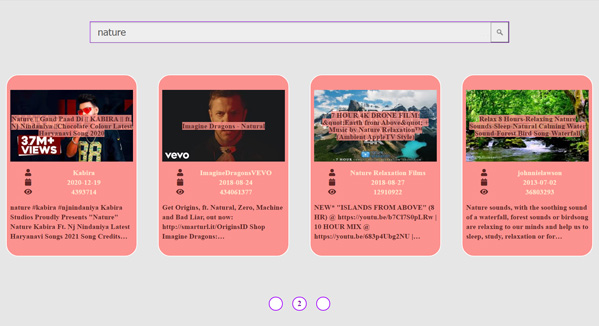 nature
Nature || Gand Paad Di || KABIRA || ft.
Nj Nindaniya ||Chocolate Colour Latest
Haryanavi Song 2020
37M+
VIEWS
Kabira
2020-12-19
4393714
nature #kabira #njnindaniya Kabira
Studios Proudly Presents "Nature"
Nature Kabira Ft. Nj Nindaniya Latest
Haryanavi Songs 2021 Song Credits…
Imagine Dragons - Natural
vevo
ImagineDragonsVEVO
2018-08-24
434061377
Get Origins, ft. Natural, Zero, Machine
and Bad Liar, out now:
http://smarturl.it/OriginsID Shop
Imagine Dragons:…
7 HOUR 4K DRONE FILM:
&quot;Earth from Above&quot; +
Music by Nature Relaxation™
(Ambient AppleTV Style)
Nature Relaxation Films
2018-08-27
12910922
NEW* "ISLANDS FROM ABOVE" (8
HR) @ https://youtu.be/b7Cl7S0pLRw |
10 HOUR MIX @
https://youtu.be/683p4Ubg2NU |…
Relax 8 Hours-Relaxing Nature
Sounds-Sleep-Natural Calming Water
Sound-Forest Bird Song Waterfall
johnnielawson
2013-07-02
36863293
Nature sounds, with the soothing sound
of a waterfall, forest sounds or birdsong
are relaxing to our minds and help us to
sleep, study, relaxation or for…
2